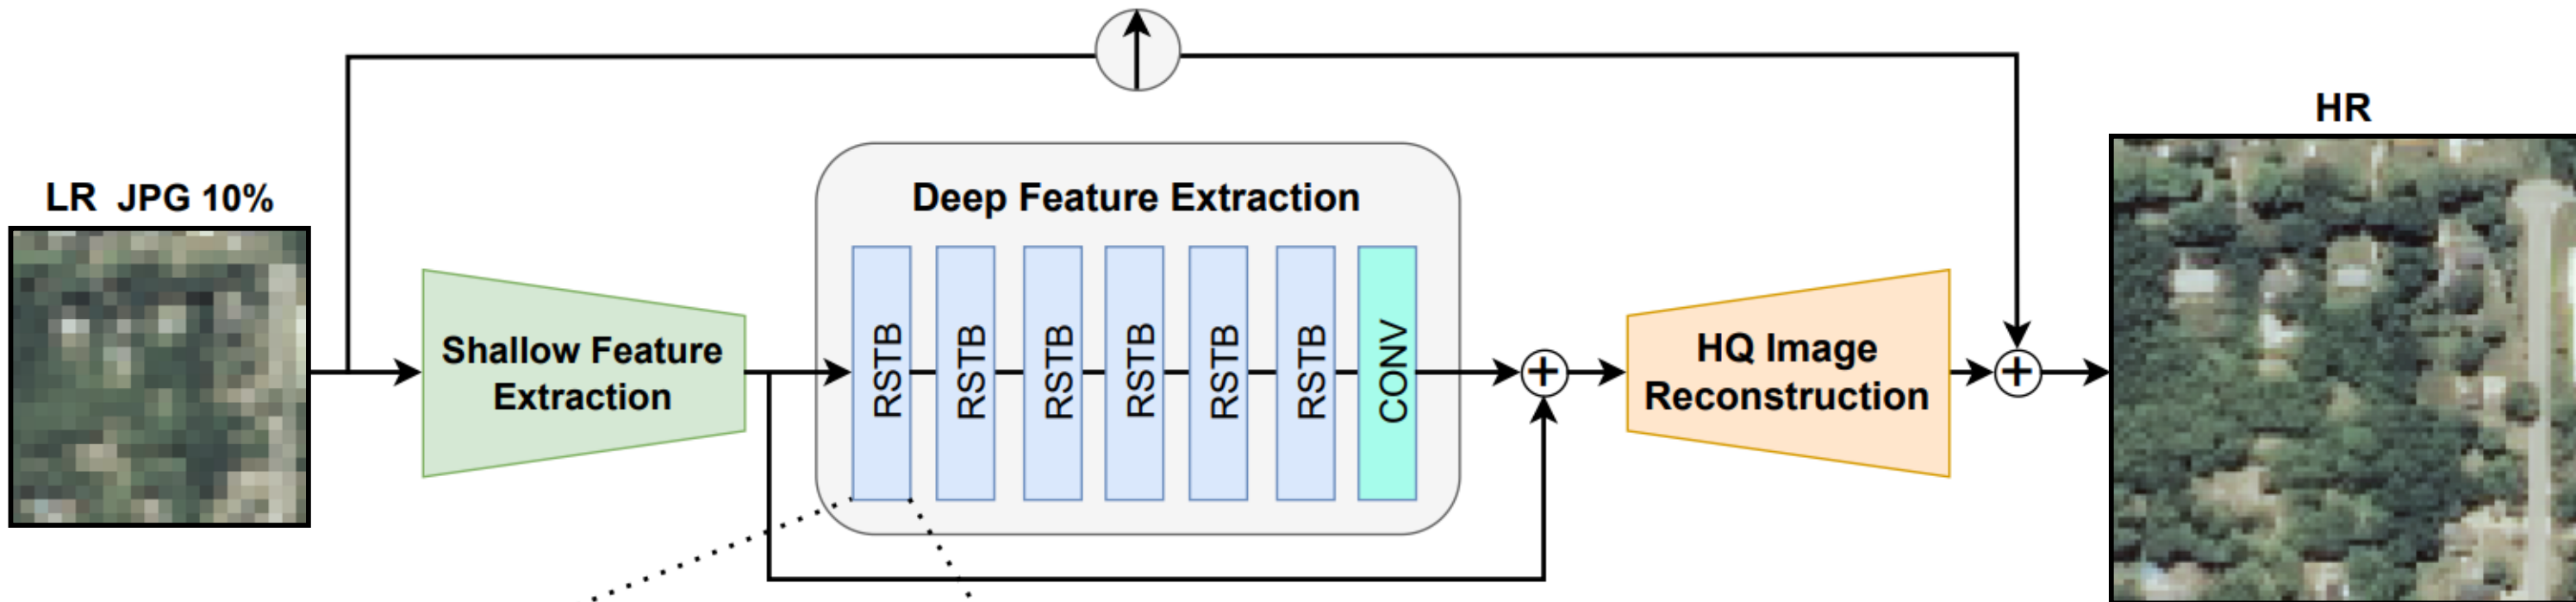 LR JPG 10%
Shallow Feature
Extraction
Deep Feature Extraction
RSTB
RSTB
RSTB
RSTB
RSTB
RSTB
CONV
HQ Image
Reconstruction
HR